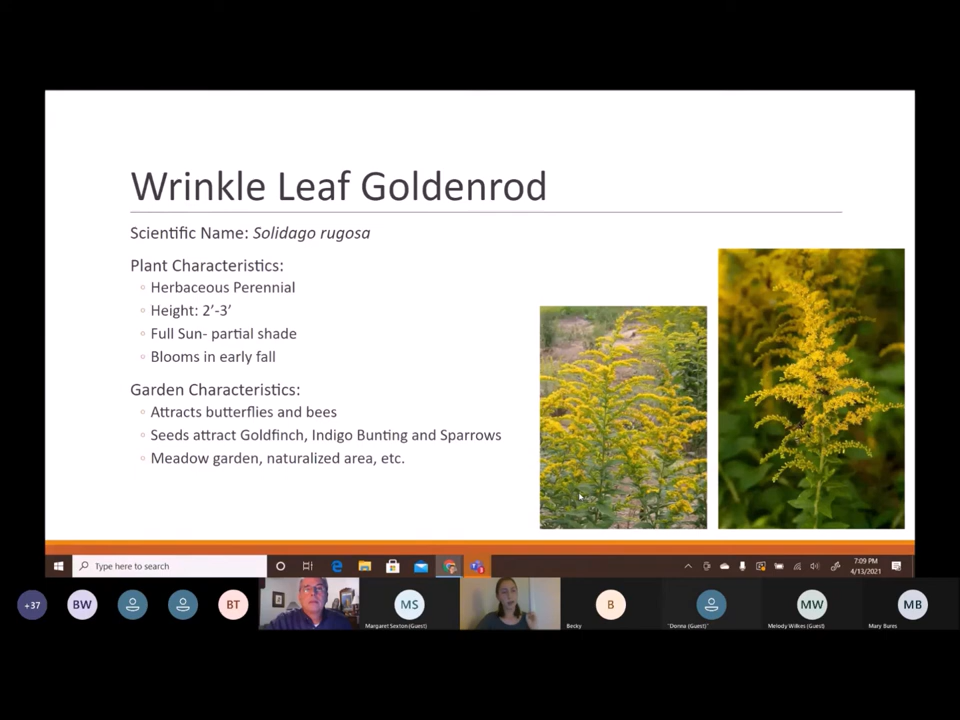 Wrinkle Leaf Goldenrod
Scientific Name: Solidago rugosa
Plant Characteristics:
◦ Herbaceous Perennial
◦ Height: 2’-3’
◦ Full Sun- partial shade
◦ Blooms in early fall
Garden Characteristics:
◦ Attracts butterflies and bees
◦ Seeds attract Goldfinch, Indigo Bunting and Sparrows
◦ Meadow garden, naturalized area, etc.
Type here to search
7:09 PM
4/13/2021
+37
BW
BT
MS
B
MW
MB
Margaret Sexton (Guest)
Becky
"Donna (Guest)"
Melody Wilkes (Guest)
Mary Bures